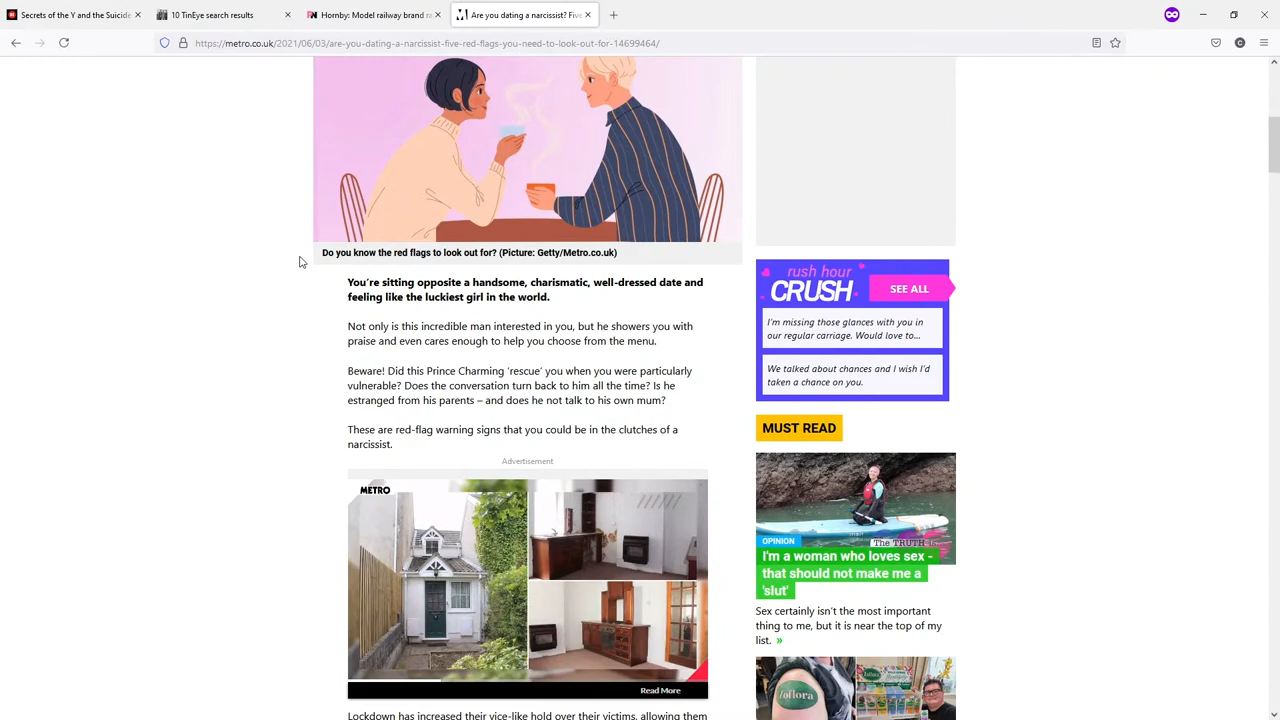 Secrets of the Y and the Suicide
10 TinEye search results
Hornby: Model railway brand ra
Are you dating a narcissist? Five
https://metro.co.uk/2021/06/03/are-you-dating-a-narcissist-five-red-flags-you-need-to-look-out-for-14699464/
Do you know the red flags to look out for? (Picture: Getty/Metro.co.uk)
You're sitting opposite a handsome, charismatic, well-dressed date and
feeling like the luckiest girl in the world.
Not only is this incredible man interested in you, but he showers you with
praise and even cares enough to help you choose from the menu.
Beware! Did this Prince Charming ‘rescue’ you when you were particularly
vulnerable? Does the conversation turn back to him all the time? Is he
estranged from his parents – and does he not talk to his own mum?
These are red-flag warning signs that you could be in the clutches of a
narcissist.
Advertisement
METRO
Read More
Lockdown has increased their vice-like hold over their victims, allowing them
rush hour
CRUSH
SEE ALL
I'm missing those glances with you in
our regular carriage. Would love to...
We talked about chances and I wish I'd
taken a chance on you.
MUST READ
The TRUTH is...
OPINION
I'm a woman who loves sex -
that should not make me a
'slut'
Sex certainly isn’t the most important
thing to me, but it is near the top of my
list. »
Zoflora